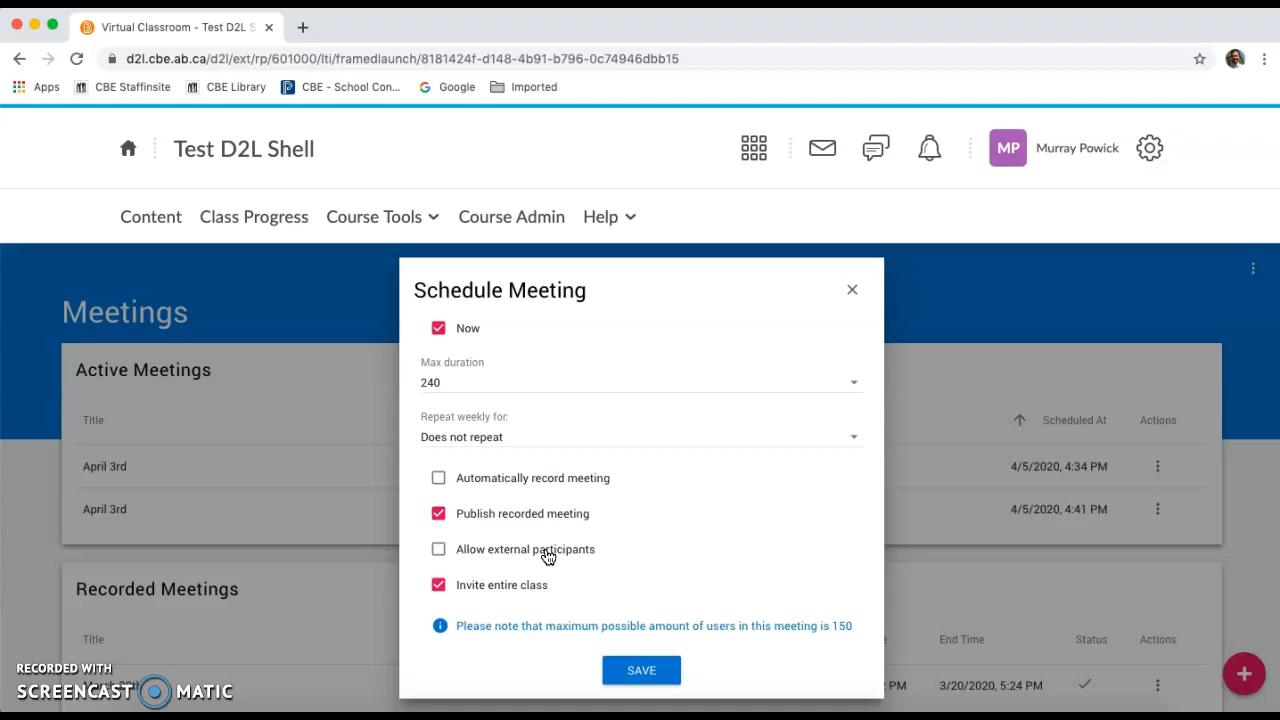 Virtual Classroom - Test D2L S
d2l.cbe.ab.ca/d2l/ext/rp/601000/lti/framedlaunch/8181424f-d148-4b91-b796-0c74946dbb15
Apps CBE Staffinsite CBE Library CBE - School Con... Google Imported
Test D2L Shell MP Murray Powick
Content Class Progress Course Tools Course Admin Help
Schedule Meeting
Meetings
Now
Active Meetings
Max duration
240
Title Scheduled At Actions
Repeat weekly for:
Does not repeat
April 3rd 4/5/2020, 4:34 PM
Automatically record meeting
April 3rd 4/5/2020, 4:41 PM
Publish recorded meeting
Allow external participants
Recorded Meetings
Invite entire class
Please note that maximum possible amount of users in this meeting is 150
Title End Time Status Actions
SAVE
PM 3/20/2020, 5:24 PM
RECORDED WITH
SCREENCAST MATIC